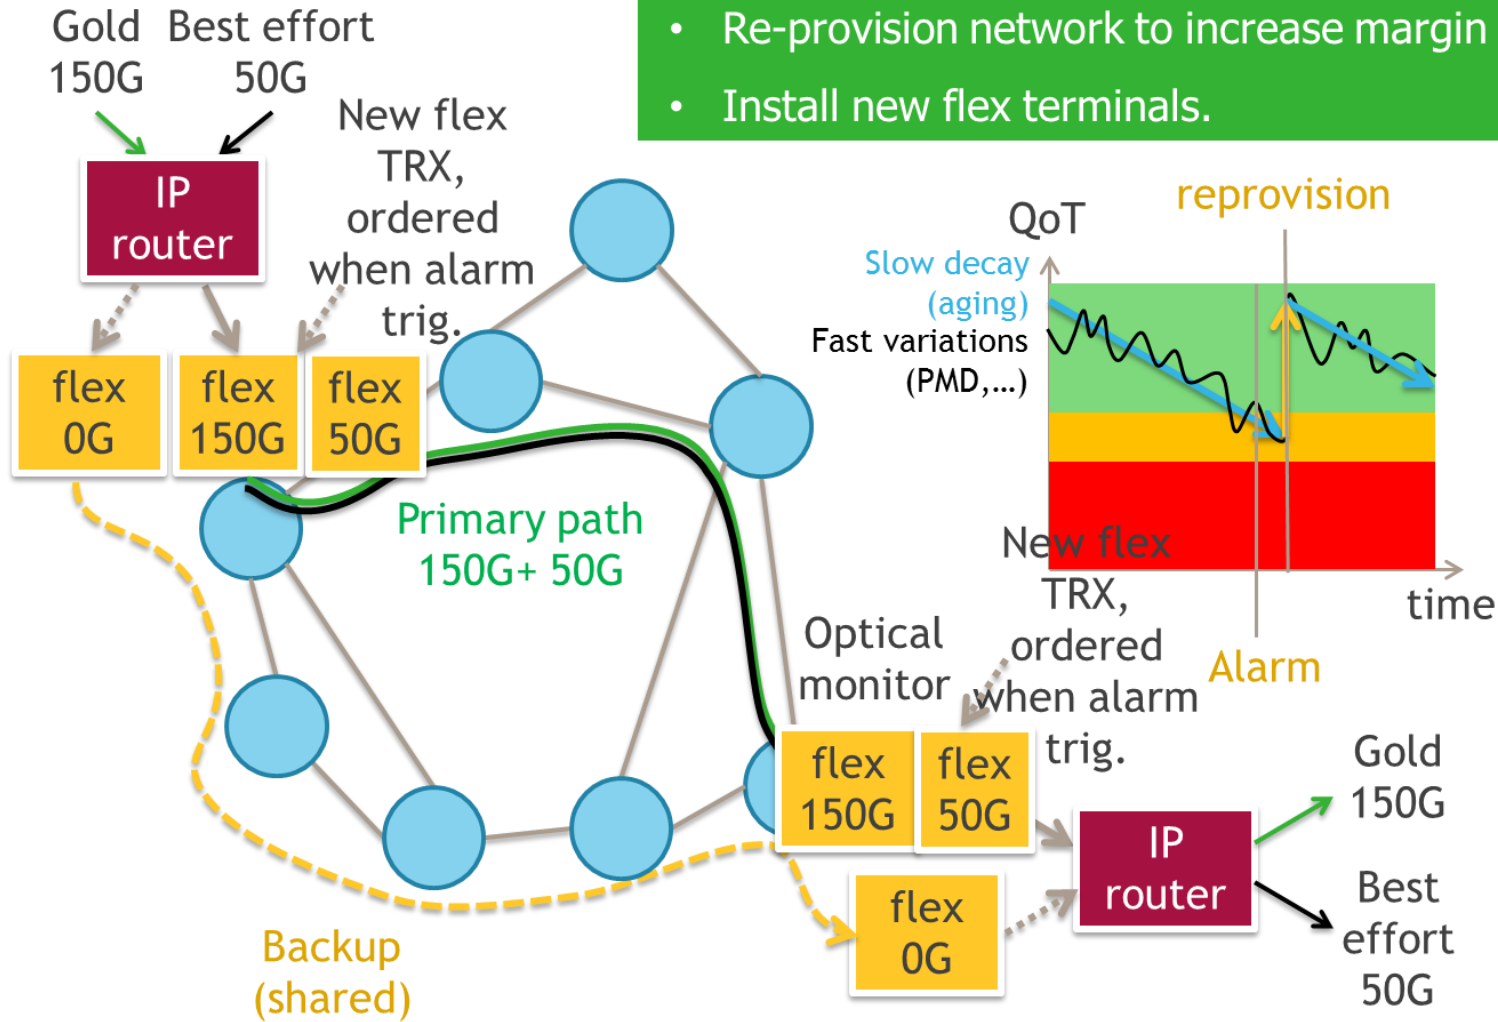 Gold
150G
Best effort
50G
• Re-provision network to increase margin
• Install new flex terminals.
New flex
TRX,
ordered
when alarm
trig.
IP
router
flex
0G
flex
150G
flex
50G
Primary path
150G+ 50G
reprovision
QoT
Slow decay
(aging)
Fast variations
(PMD,...)
time
Alarm
New flex
TRX,
ordered
when alarm
trig.
Optical
monitor
flex
150G
flex
50G
flex
0G
IP
router
Gold
150G
Best
effort
50G
Backup
(shared)